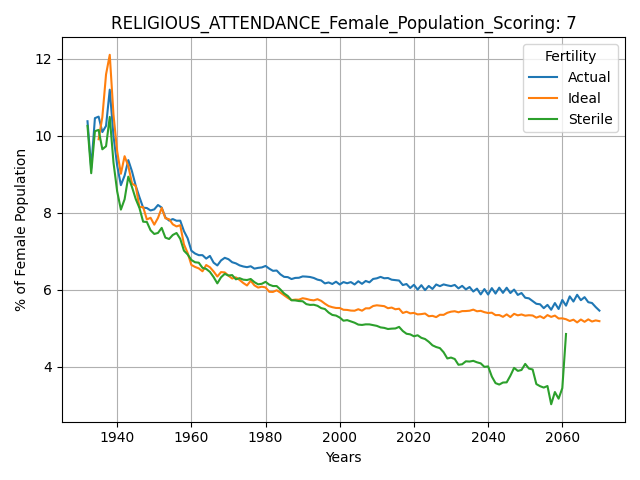 RELIGIOUS_ATTENDANCE_Female_Population_Scoring: 7
Fertility
Actual
Ideal
Sterile
% of Female Population
12
10
8
6
4
1940 1960 1980 2000 2020 2040 2060
Years